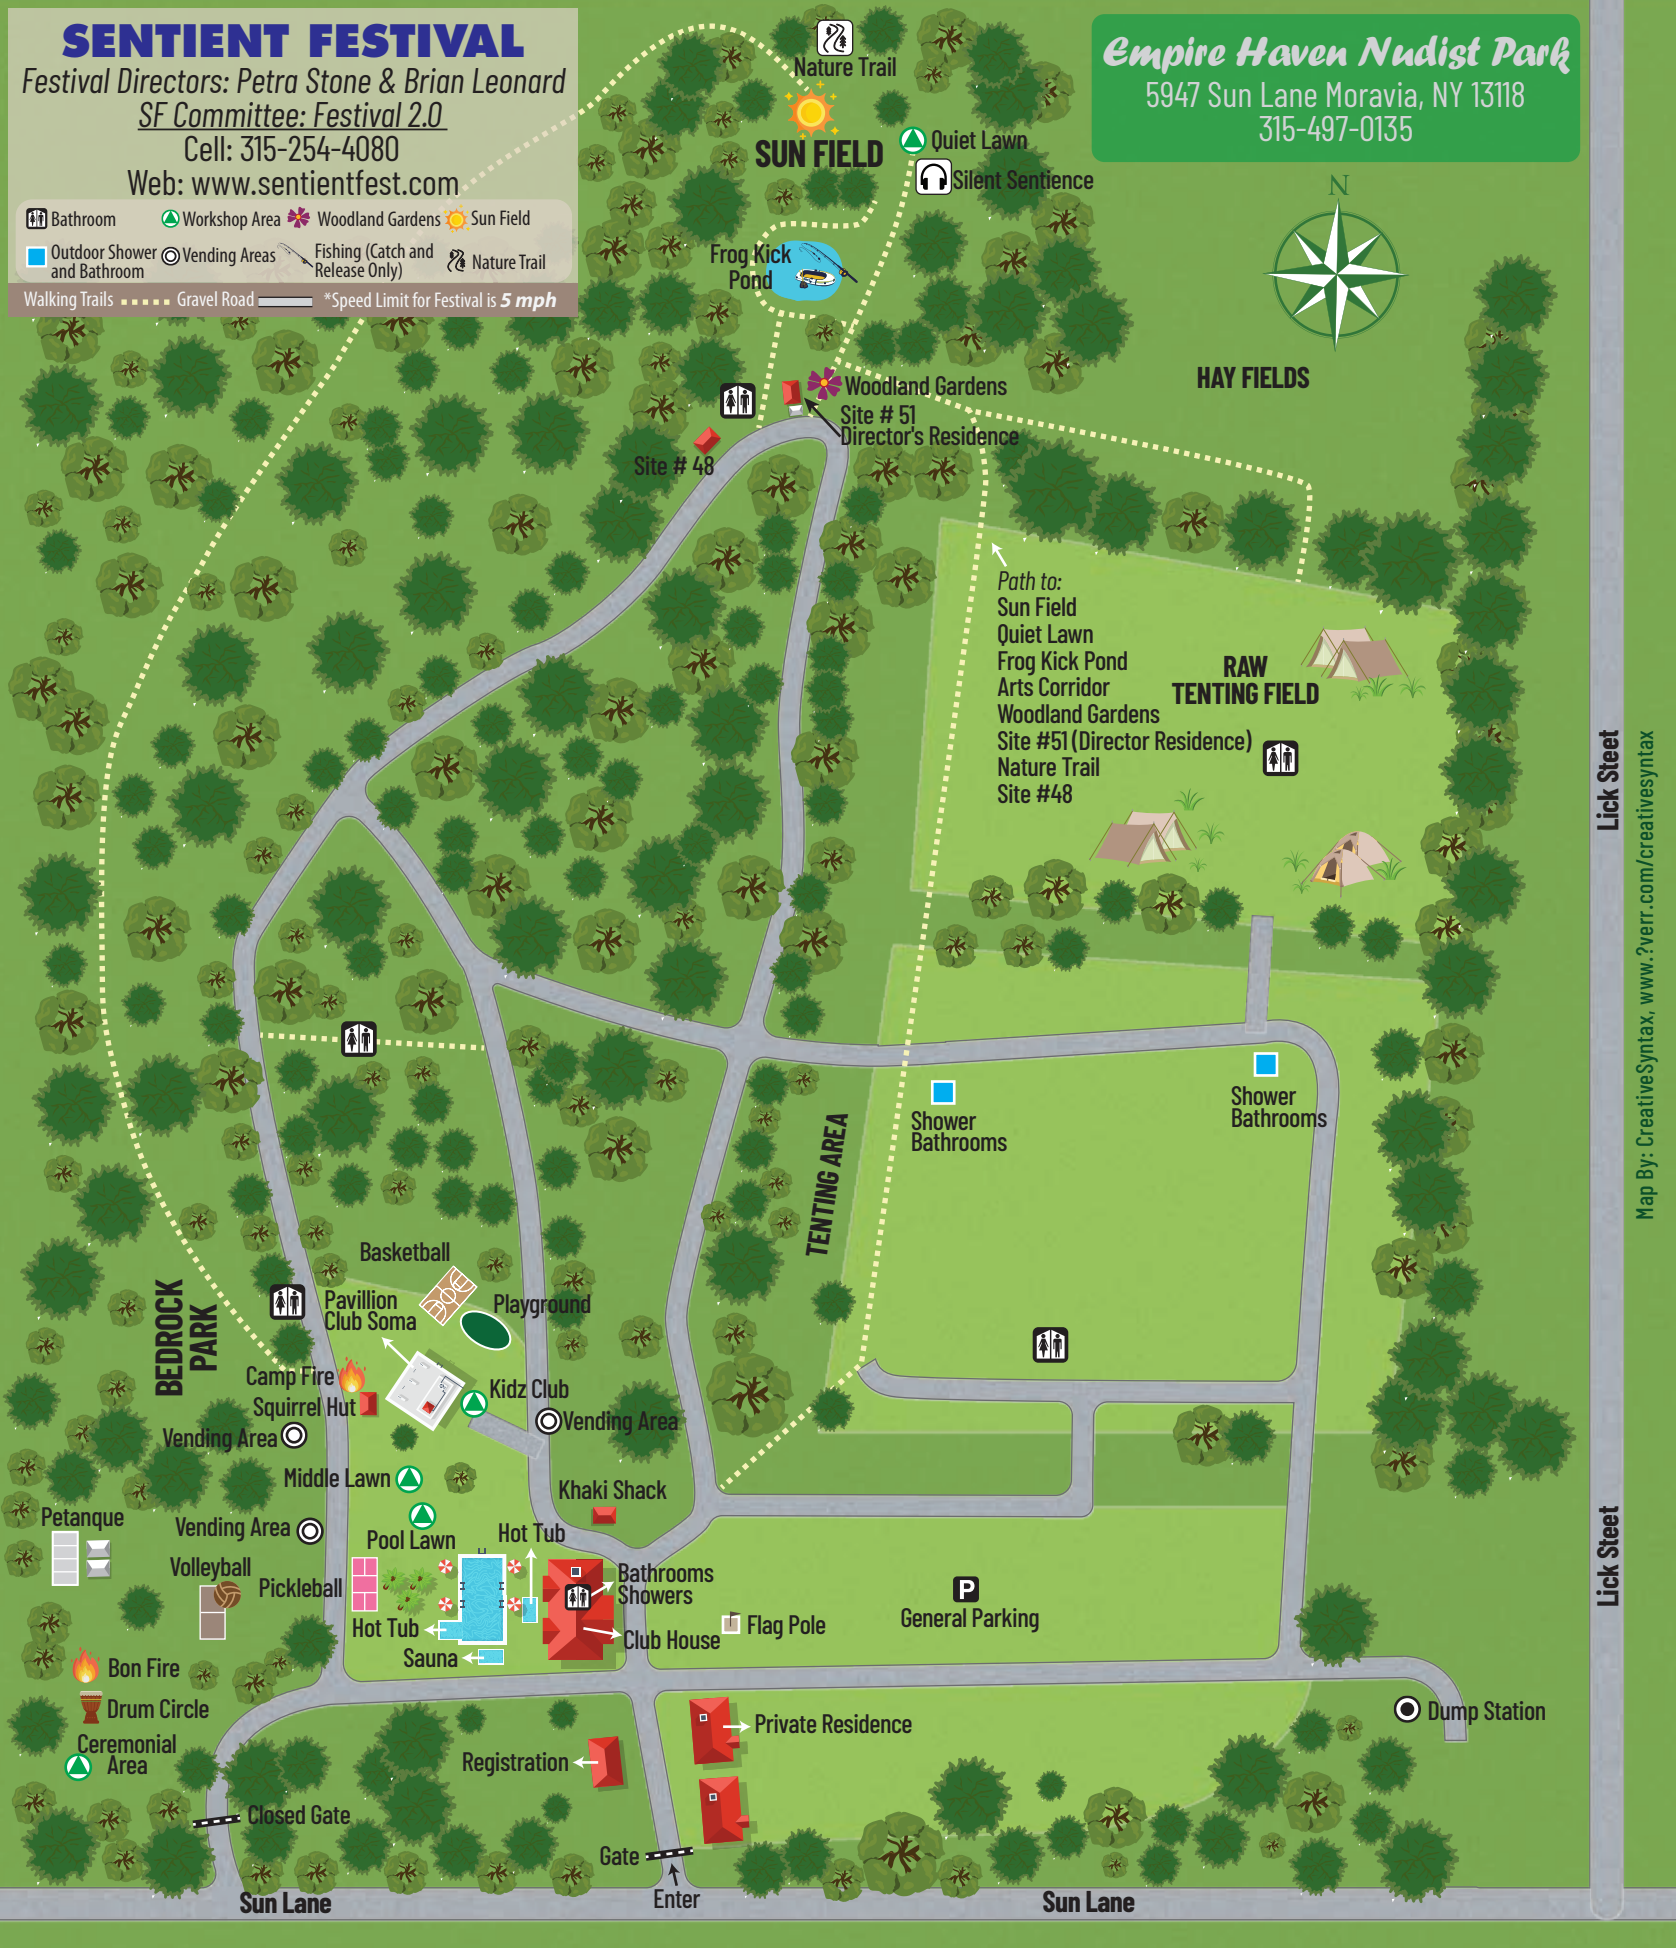 SENTIENT FESTIVAL
Festival Directors: Petra Stone & Brian Leonard
SF Committee: Festival 2.0
Cell: 315-254-4080
Web: www.sentientfest.com
Bathroom
Workshop Area
Woodland Gardens
Sun Field
Outdoor Shower
and Bathroom
Vending Areas
Fishing (Catch and
Release Only)
Nature Trail
Walking Trails
Gravel Road
*Speed Limit for Festival is 5 mph
Empire Haven Nudist Park
5947 Sun Lane Moravia, NY 13118
315-497-0135
N
Nature Trail
SUN FIELD
Quiet Lawn
Silent Sentience
Frog Kick
Pond
HAY FIELDS
Woodland Gardens
Site # 51
Director's Residence
Site # 48
Path to:
Sun Field
Quiet Lawn
Frog Kick Pond
Arts Corridor
Woodland Gardens
Site #51 (Director Residence)
Nature Trail
Site #48
RAW
TENTING FIELD
Lick Steet
Map By: CreativeSyntax, www.?verr.com/creativesyntax
Shower
Bathrooms
Shower
Bathrooms
TENTING AREA
Basketball
Playground
Pavillion
Club Soma
BEDROCK
PARK
Camp Fire
Squirrel Hut
Kidz Club
Vending Area
Vending Area
Middle Lawn
Khaki Shack
Petanque
Vending Area
Pool Lawn
Hot Tub
Volleyball
Pickleball
Bathrooms
Showers
P
General Parking
Hot Tub
Flag Pole
Club House
Sauna
Lick Steet
Bon Fire
Drum Circle
Ceremonial
Area
Private Residence
Dump Station
Registration
Closed Gate
Gate
Enter
Sun Lane
Sun Lane